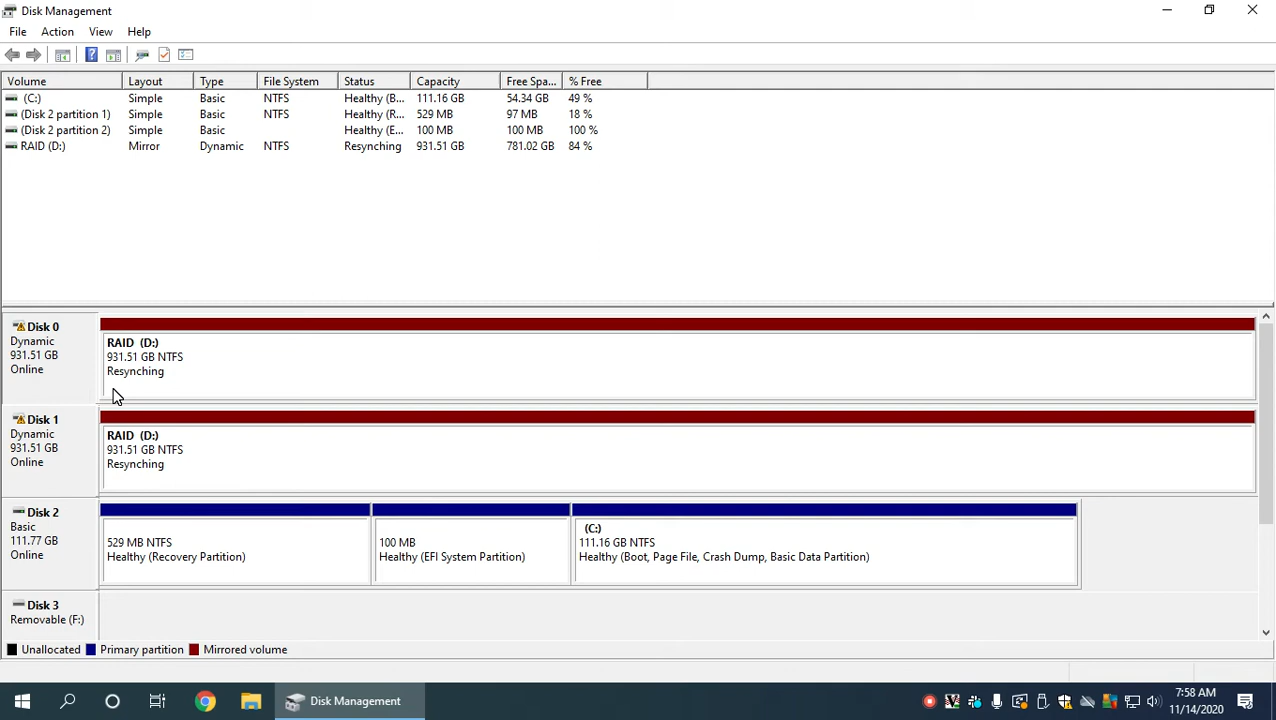 Disk Management
File Action View Help
Volume Layout Type File System Status Capacity Free Spa... % Free
(C:) Simple Basic NTFS Healthy (B... 111.16 GB 54.34 GB 49 %
(Disk 2 partition 1) Simple Basic NTFS Healthy (R... 529 MB 97 MB 18 %
(Disk 2 partition 2) Simple Basic Healthy (E... 100 MB 100 MB 100 %
RAID (D:) Mirror Dynamic NTFS Resynching 931.51 GB 781.02 GB 84 %
Disk 0
Dynamic
931.51 GB
Online
RAID (D:)
931.51 GB NTFS
Resynching
Disk 1
Dynamic
931.51 GB
Online
RAID (D:)
931.51 GB NTFS
Resynching
Disk 2
Basic
111.77 GB
Online
529 MB NTFS
Healthy (Recovery Partition)
100 MB
Healthy (EFI System Partition)
(C:)
111.16 GB NTFS
Healthy (Boot, Page File, Crash Dump, Basic Data Partition)
Disk 3
Removable (F:)
Unallocated Primary partition Mirrored volume
Disk Management
7:58 AM
11/14/2020